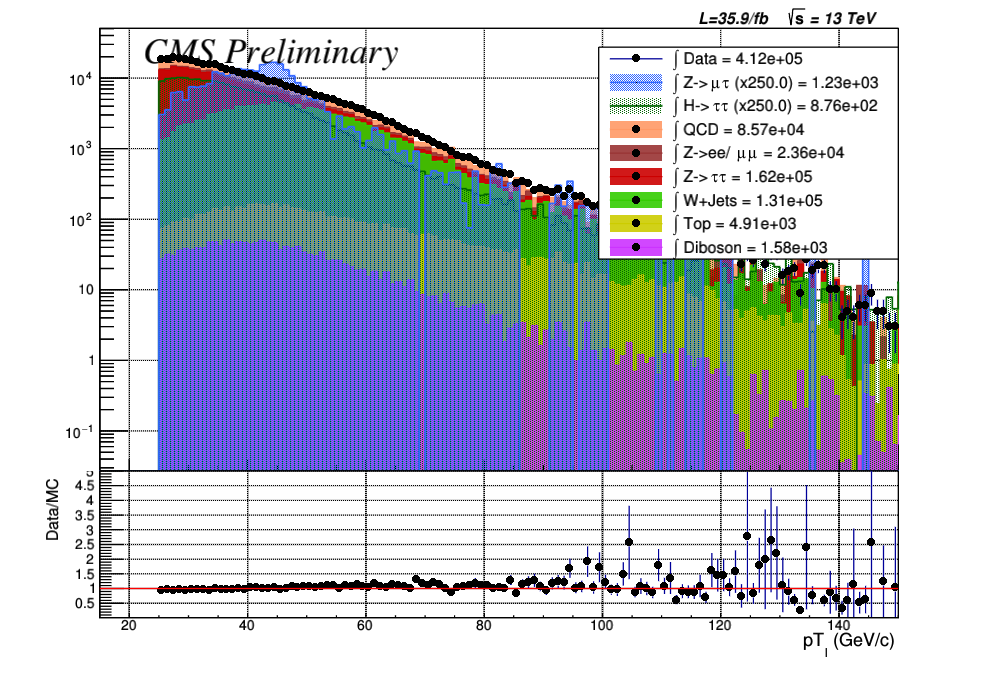 L=35.9/fb √s = 13 TeV
CMS Preliminary
∫ Data = 4.12e+05
∫ Z->μτ (x250.0) = 1.23e+03
∫ H->ττ (x250.0) = 8.76e+02
∫ QCD = 8.57e+04
∫ Z->ee/ μμ = 2.36e+04
∫ Z->ττ = 1.62e+05
∫ W+Jets = 1.31e+05
∫ Top = 4.91e+03
∫ Diboson = 1.58e+03
10⁴
10³
10²
10
1
10⁻¹
Data/MC
5
4.5
4
3.5
3
2.5
2
1.5
1
0.5
20 40 60 80 100 120 140
pT_l (GeV/c)